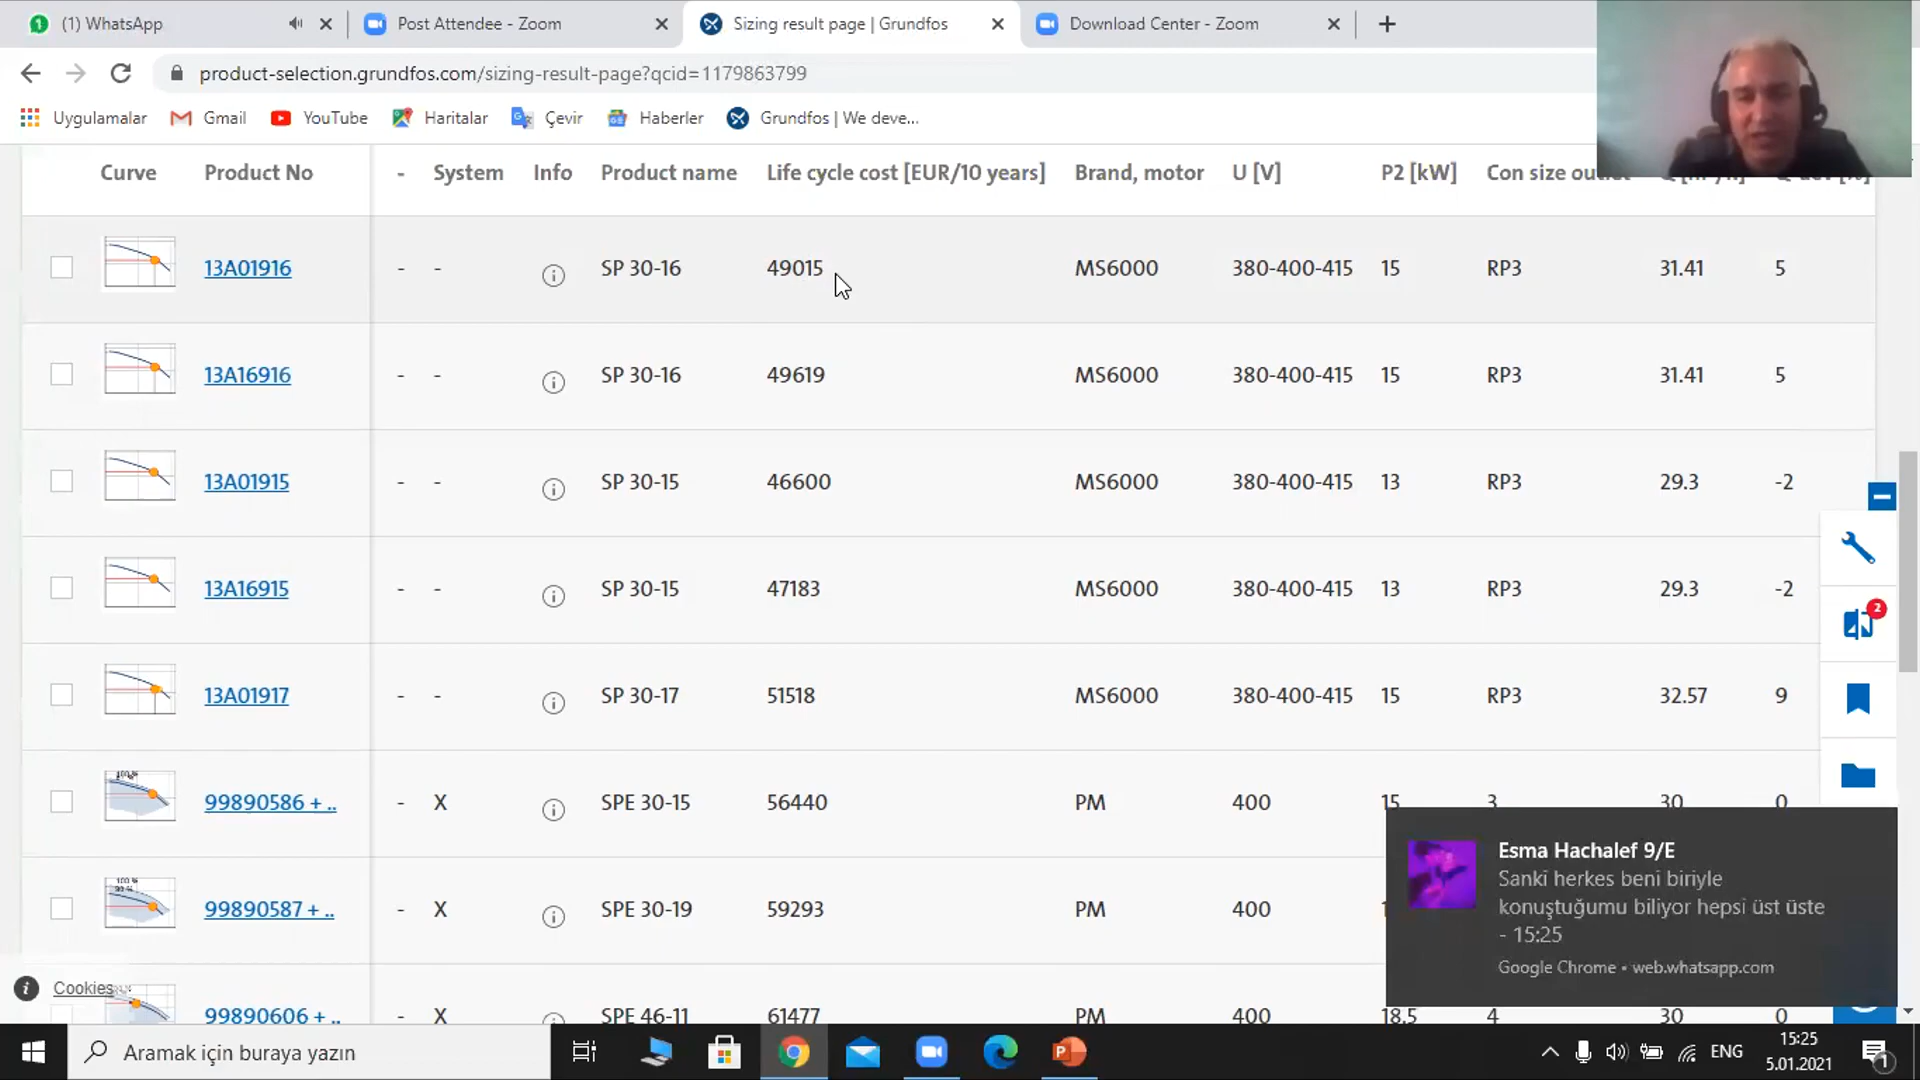 (1) WhatsApp
Post Attendee - Zoom
Sizing result page | Grundfos
Download Center - Zoom
product-selection.grundfos.com/sizing-result-page?qcid=1179863799
Uygulamalar
Gmail
YouTube
Haritalar
Çevir
Haberler
Grundfos | We deve...
Curve Product No - System Info Product name Life cycle cost [EUR/10 years] Brand, motor U [V] P2 [kW] Con size
13A01916 - - SP 30-16 49015 MS6000 380-400-415 15 RP3 31.41 5
13A16916 - - SP 30-16 49619 MS6000 380-400-415 15 RP3 31.41 5
13A01915 - - SP 30-15 46600 MS6000 380-400-415 13 RP3 29.3 -2
13A16915 - - SP 30-15 47183 MS6000 380-400-415 13 RP3 29.3 -2
2
13A01917 - - SP 30-17 51518 MS6000 380-400-415 15 RP3 32.57 9
99890586 + .. - X SPE 30-15 56440 PM 400 15 3 30 0
100 %
99890587 + .. - X SPE 30-19 59293 PM 400
99890606 + .. - X SPE 46-11 61477 PM 400 18.5 4 30 0
Esma Hachalef 9/E
Sanki herkes beni biriyle
konuştuğumu biliyor hepsi üst üste
- 15:25
Google Chrome • web.whatsapp.com
Cookies
Aramak için buraya yazın
ENG
15:25
5.01.2021
1